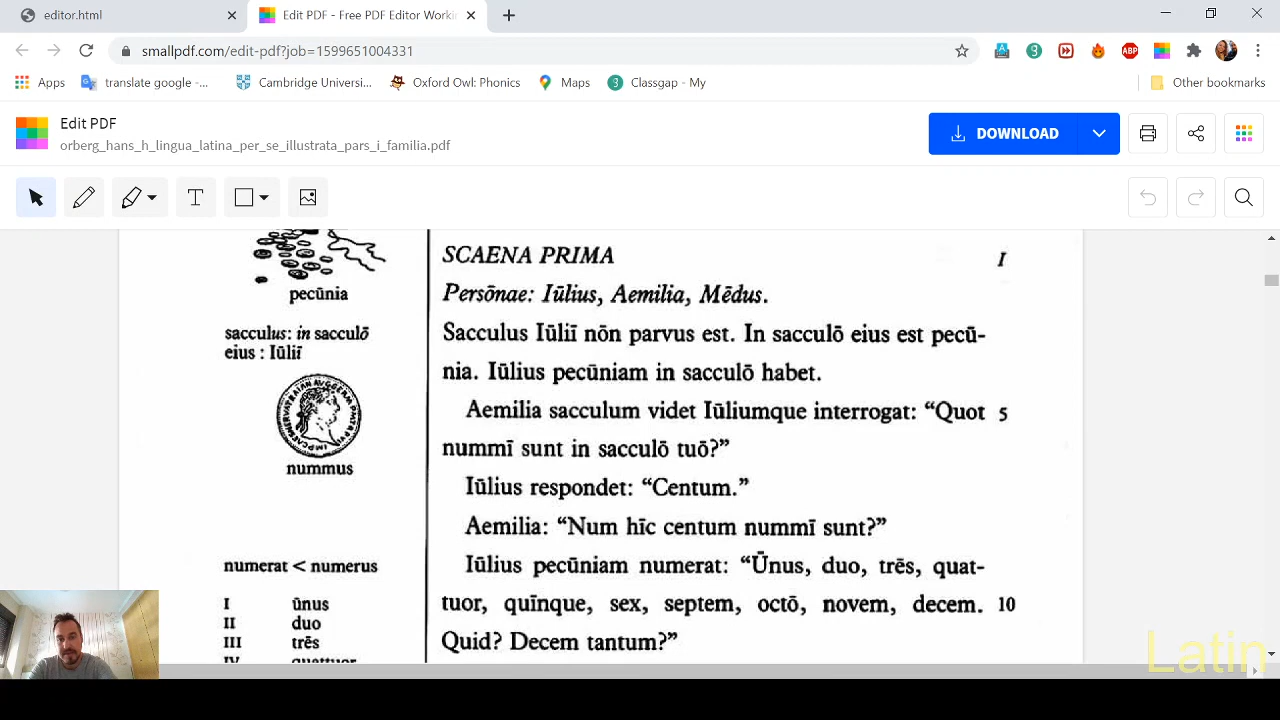 editor.html
Edit PDF - Free PDF Editor Workin
smallpdf.com/edit-pdf?job=1599651004331
Apps
translate google -...
Cambridge Universi...
Oxford Owl: Phonics
Maps
Classgap - My
Other bookmarks
Edit PDF
orberg_hans_h_lingua_latina_per_se_illustrata_pars_i_familia.pdf
DOWNLOAD
pecūnia
sacculus: in sacculō
eius : Iūliī
nummus
numerat < numerus
I ūnus
II duo
III trēs
IV quattuor
SCAENA PRIMA I
Persōnae: Iūlius, Aemilia, Mēdus.
Sacculus Iūliī nōn parvus est. In sacculō eius est pecū-
nia. Iūlius pecūniam in sacculō habet.
Aemilia sacculum videt Iūliumque interrogat: “Quot 5
nummī sunt in sacculō tuō?”
Iūlius respondet: “Centum.”
Aemilia: “Num hīc centum nummī sunt?”
Iūlius pecūniam numerat: “Ūnus, duo, trēs, quat-
tuor, quīnque, sex, septem, octō, novem, decem. 10
Quid? Decem tantum?”
Latin